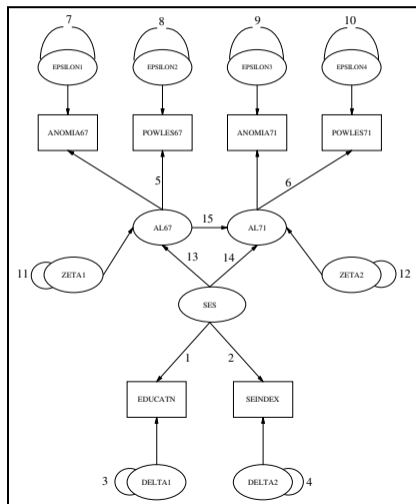 7 8 9 10
EPSILON1 EPSILON2 EPSILON3 EPSILON4
ANOMIA67 POWLES67 ANOMIA71 POWLES71
5 6
AL67 15 AL71
13 14
11 ZETA1 ZETA2 12
SES
1 2
EDUCATN SEINDEX
3 DELTA1 DELTA2 4